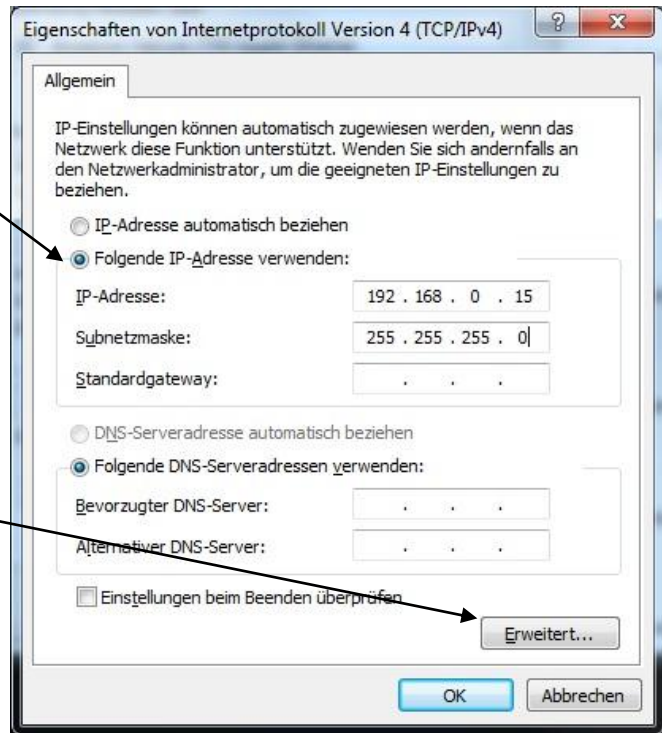 Eigenschaften von Internetprotokoll Version 4 (TCP/IPv4)
Allgemein
IP-Einstellungen können automatisch zugewiesen werden, wenn das
Netzwerk diese Funktion unterstützt. Wenden Sie sich andernfalls an
den Netzwerkadministrator, um die geeigneten IP-Einstellungen zu
beziehen.
IP-Adresse automatisch beziehen
Folgende IP-Adresse verwenden:
IP-Adresse: 192 . 168 . 0 . 15
Subnetzmaske: 255 . 255 . 255 . 0
Standardgateway: . . .
DNS-Serveradresse automatisch beziehen
Folgende DNS-Serveradressen verwenden:
Bevorzugter DNS-Server: . . .
Alternativer DNS-Server: . . .
Einstellungen beim Beenden überprüfen
Erweitert...
OK Abbrechen